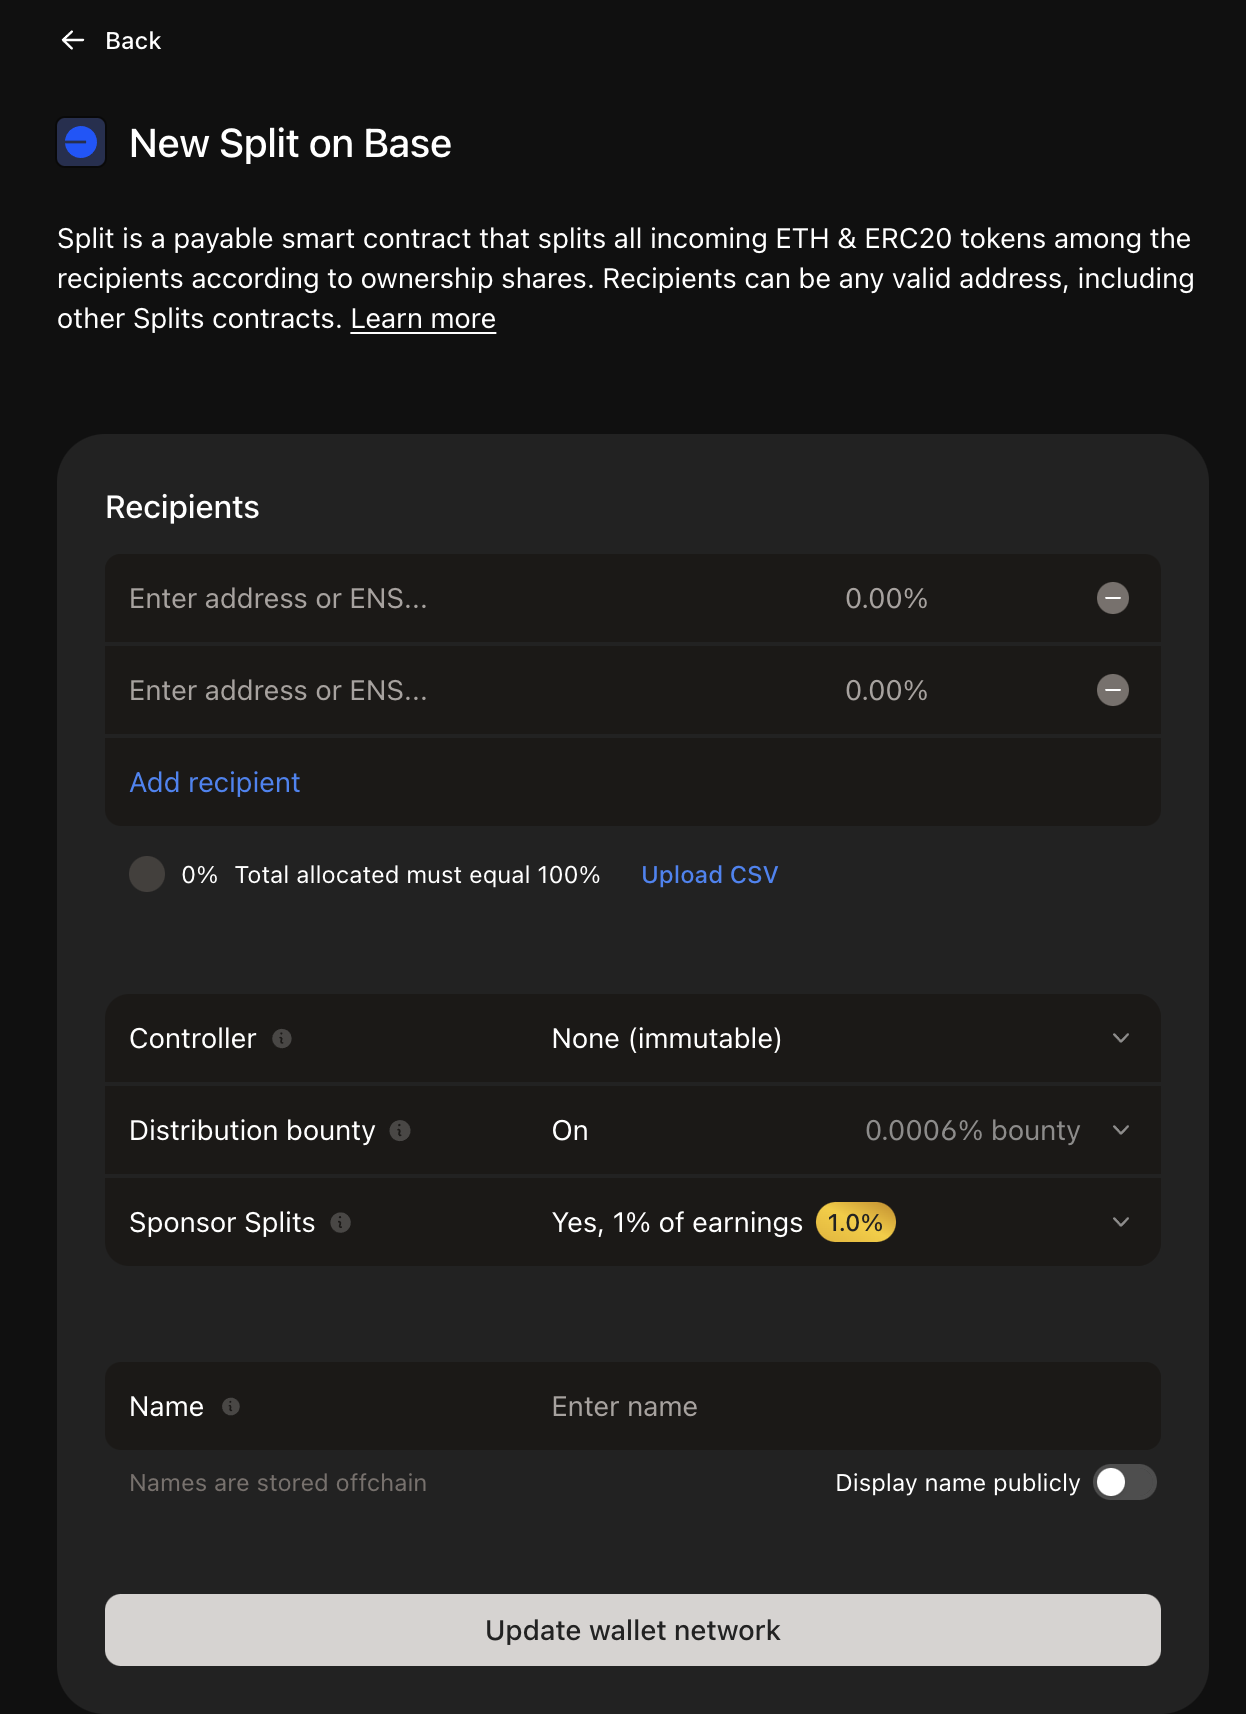 Back
New Split on Base
Split is a payable smart contract that splits all incoming ETH & ERC20 tokens among the
recipients according to ownership shares. Recipients can be any valid address, including
other Splits contracts. Learn more
Recipients
Enter address or ENS... 0.00%
Enter address or ENS... 0.00%
Add recipient
0% Total allocated must equal 100% Upload CSV
Controller None (immutable)
Distribution bounty On 0.0006% bounty
Sponsor Splits Yes, 1% of earnings 1.0%
Name Enter name
Names are stored offchain Display name publicly
Update wallet network